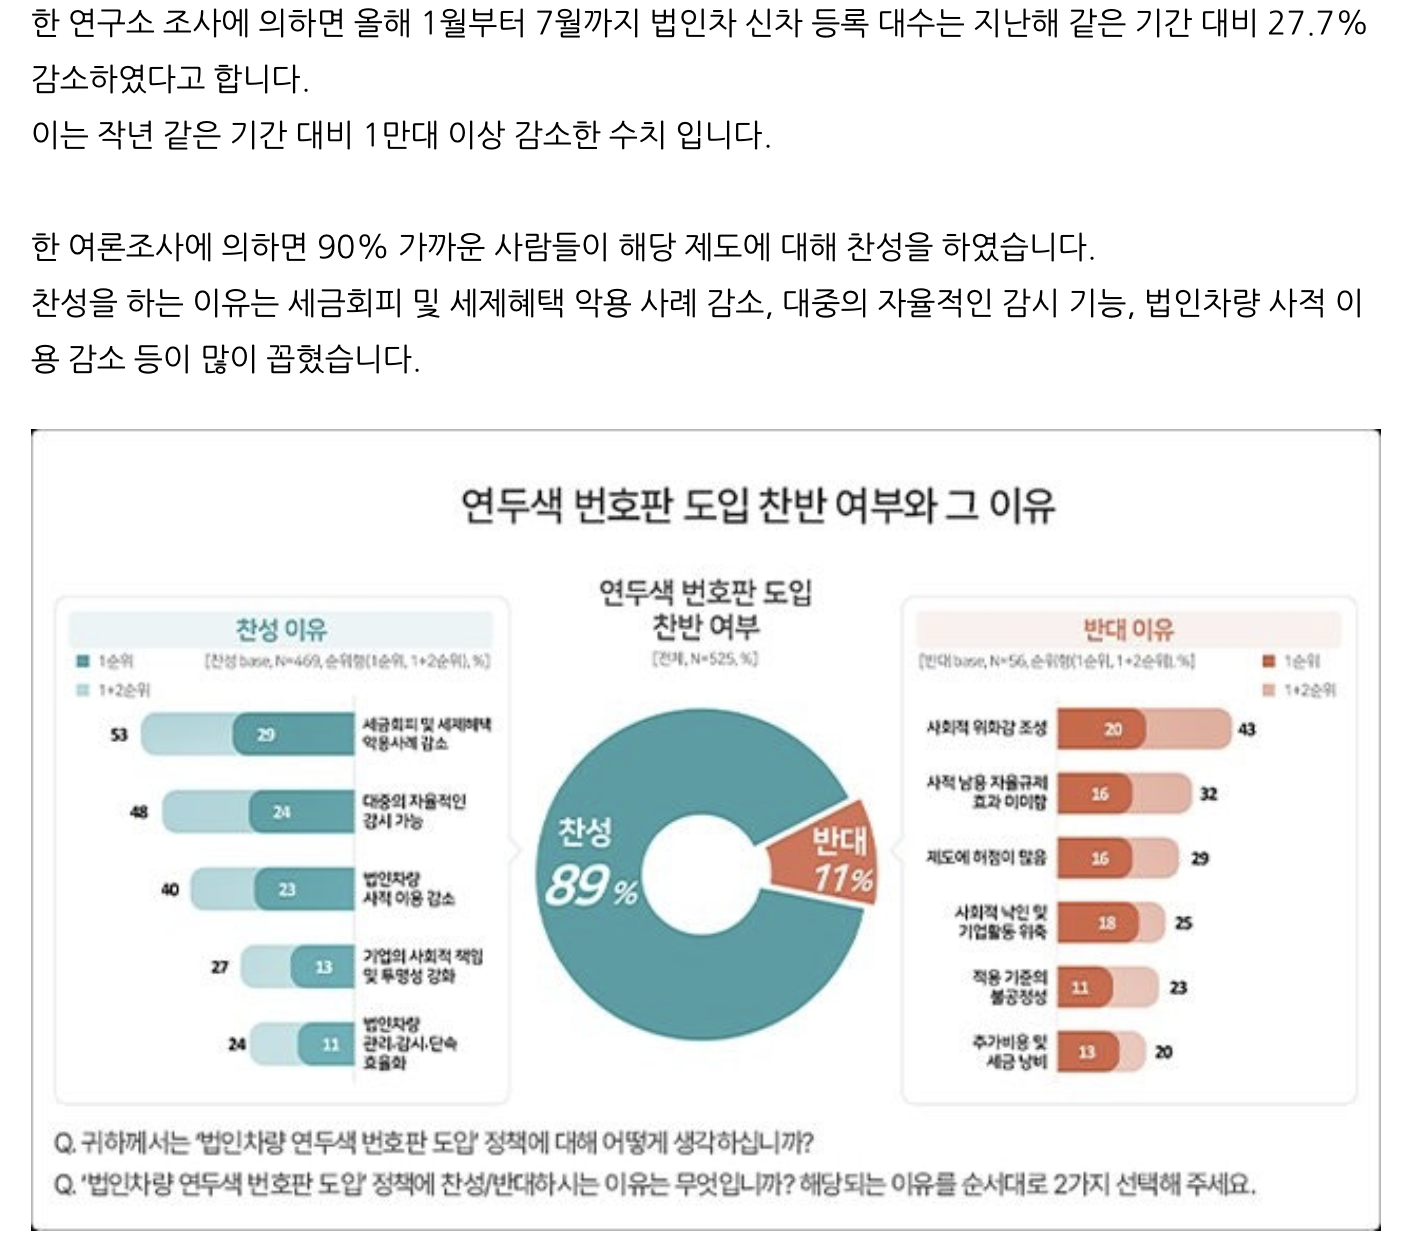 한 연구소 조사에 의하면 올해 1월부터 7월까지 법인차 신차 등록 대수는 지난해 같은 기간 대비 27.7%
감소하였다고 합니다.
이는 작년 같은 기간 대비 1만대 이상 감소한 수치 입니다.
한 여론조사에 의하면 90% 가까운 사람들이 해당 제도에 대해 찬성을 하였습니다.
찬성을 하는 이유는 세금회피 및 세제혜택 악용 사례 감소, 대중의 자율적인 감시 기능, 법인차량 사적 이
용 감소 등이 많이 꼽혔습니다.
연두색 번호판 도입 찬반 여부와 그 이유
찬성 이유
1순위
[찬성 base, N=469, 순위형(1순위, 1+2순위), %]
1+2순위
53
29
세금회피 및 세제혜택
악용사례 감소
48
24
대중의 자율적인
감시 가능
40
23
법인차량
사적 이용 감소
27
13
기업의 사회적 책임
및 투명성 강화
24
11
법인차량
관리.감시.단속
효율화
연두색 번호판 도입
찬반 여부
[전체, N=525, %]
찬성
89%
반대
11%
반대 이유
[반대 base, N=56, 순위형(1순위, 1+2순위), %]
1순위
1+2순위
사회적 위화감 조성
20
43
사적 남용 자율규제
효과 미미함
16
32
제도에 허점이 많음
16
29
사회적 낙인 및
기업활동 위축
18
25
적용 기준의
불공정성
11
23
추가비용 및
세금 낭비
13
20
Q. 귀하께서는 '법인차량 연두색 번호판 도입' 정책에 대해 어떻게 생각하십니까?
Q. '법인차량 연두색 번호판 도입' 정책에 찬성/반대하시는 이유는 무엇입니까? 해당되는 이유를 순서대로 2가지 선택해 주세요.